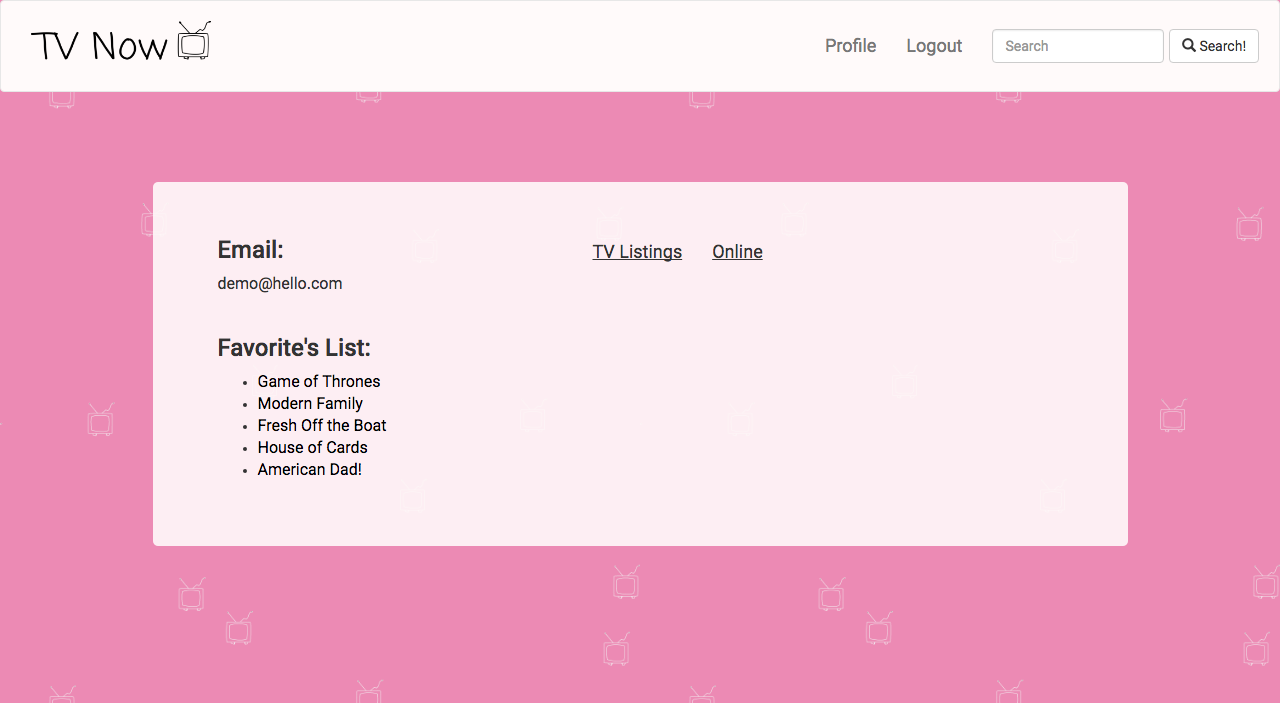 TV Now
Profile Logout Search Search!
Email:
demo@hello.com
TV Listings Online
Favorite's List:
Game of Thrones
Modern Family
Fresh Off the Boat
House of Cards
American Dad!